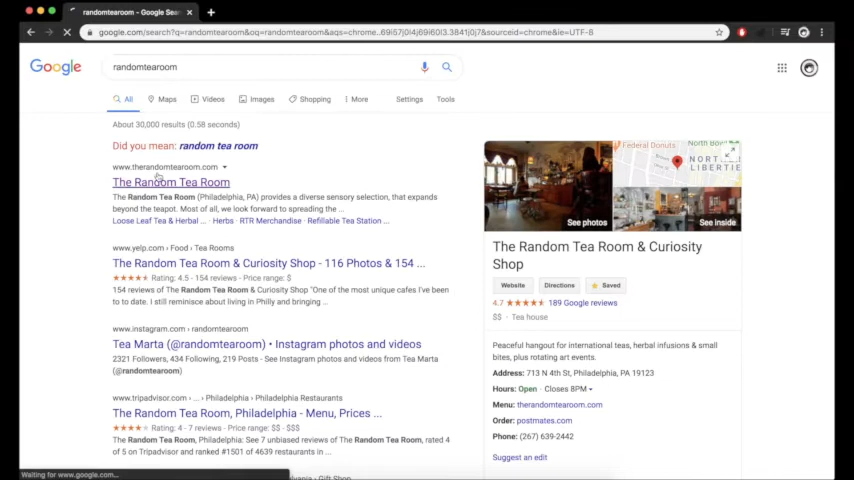 randomtearoom - Google Sear
google.com/search?q=randomtearoom&oq=randomtearoom&aqs=chrome..69i57j0l4j69i60l3.3841j0j7&sourceid=chrome&ie=UTF-8
Google
randomtearoom
All
Maps
Videos
Images
Shopping
More
Settings
Tools
About 30,000 results (0.58 seconds)
Did you mean: random tea room
www.therandomtearoom.com
The Random Tea Room
The Random Tea Room (Philadelphia, PA) provides a diverse sensory selection, that expands
beyond the teapot. Most of all, we look forward to spreading the ...
Loose Leaf Tea & Herbal ... · Herbs · RTR Merchandise · Refillable Tea Station ...
www.yelp.com › Food › Tea Rooms
The Random Tea Room & Curiosity Shop - 116 Photos & 154 ...
Rating: 4.5 - 154 reviews - Price range: $
154 reviews of The Random Tea Room & Curiosity Shop "One of the most unique cafes I've been
to to date. I still reminisce about living in Philly and bringing ...
www.instagram.com › randomtearoom
Tea Marta (@randomtearoom) • Instagram photos and videos
2321 Followers, 434 Following, 219 Posts - See Instagram photos and videos from Tea Marta
(@randomtearoom)
www.tripadvisor.com › ... › Philadelphia › Philadelphia Restaurants
The Random Tea Room, Philadelphia - Menu, Prices ...
Rating: 4 - 7 reviews - Price range: $$ - $$$
The Random Tea Room, Philadelphia: See 7 unbiased reviews of The Random Tea Room, rated 4
of 5 on Tripadvisor and ranked #1501 of 4639 restaurants in ...
Gift Shop
Waiting for www.google.com...
Federal Donuts
North Bow
NORT
LIBERTIE
See photos
See inside
The Random Tea Room & Curiosity
Shop
Website
Directions
Saved
4.7 189 Google reviews
$$ · Tea house
Peaceful hangout for international teas, herbal infusions & small
bites, plus rotating art events.
Address: 713 N 4th St, Philadelphia, PA 19123
Hours: Open · Closes 8PM
Menu: therandomtearoom.com
Order: postmates.com
Phone: (267) 639-2442
Suggest an edit